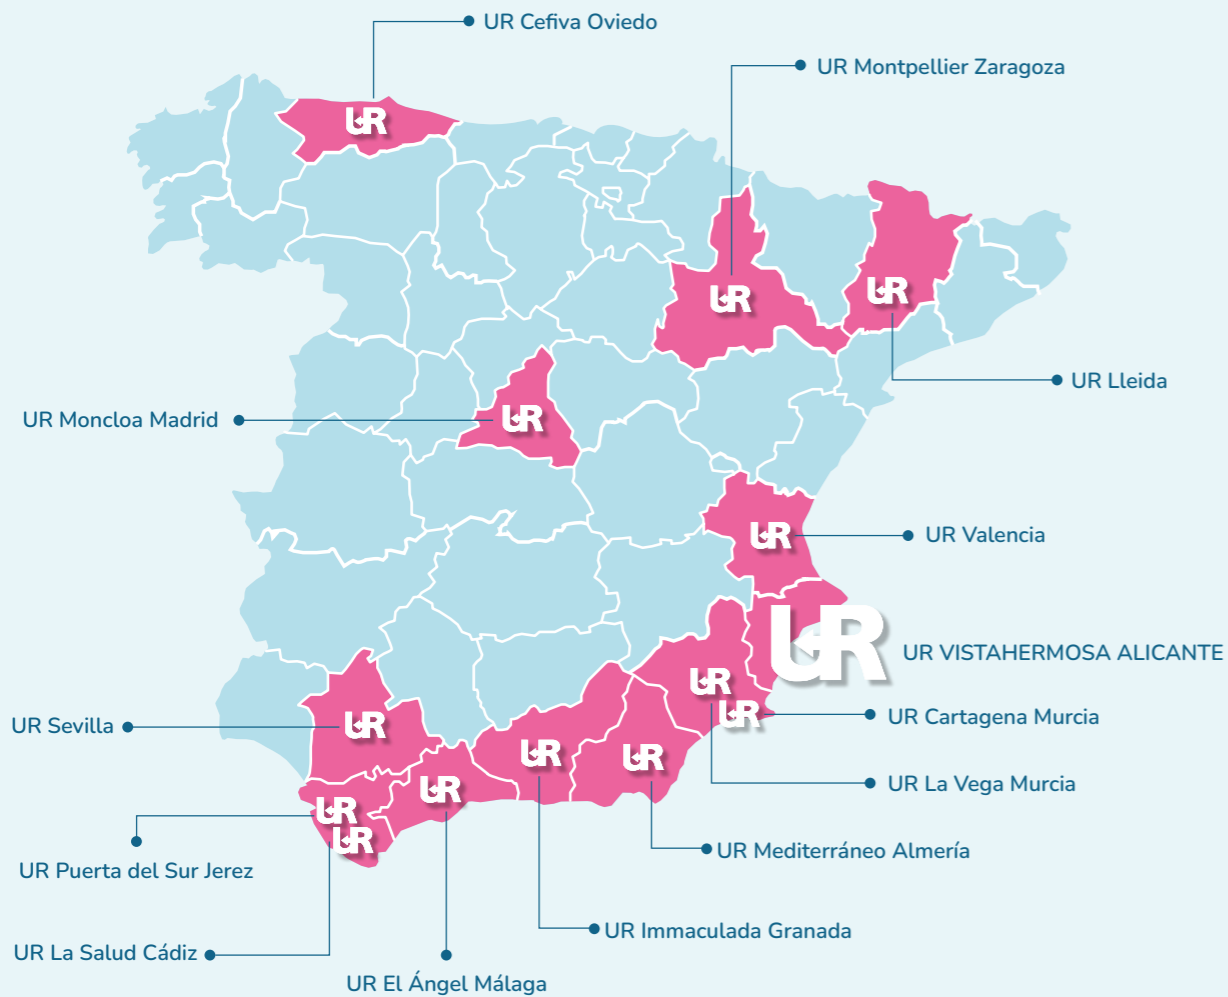 UR Cefiva Oviedo
UR Montpellier Zaragoza
UR
UR
UR
UR Lleida
UR Moncloa Madrid
UR
UR
UR Valencia
UR
UR VISTAHERMOSA ALICANTE
UR
UR
UR Cartagena Murcia
UR Sevilla
UR
UR
UR
UR La Vega Murcia
UR
UR
UR
UR Puerta del Sur Jerez
UR Mediterráneo Almería
UR Immaculada Granada
UR La Salud Cádiz
UR El Ángel Málaga